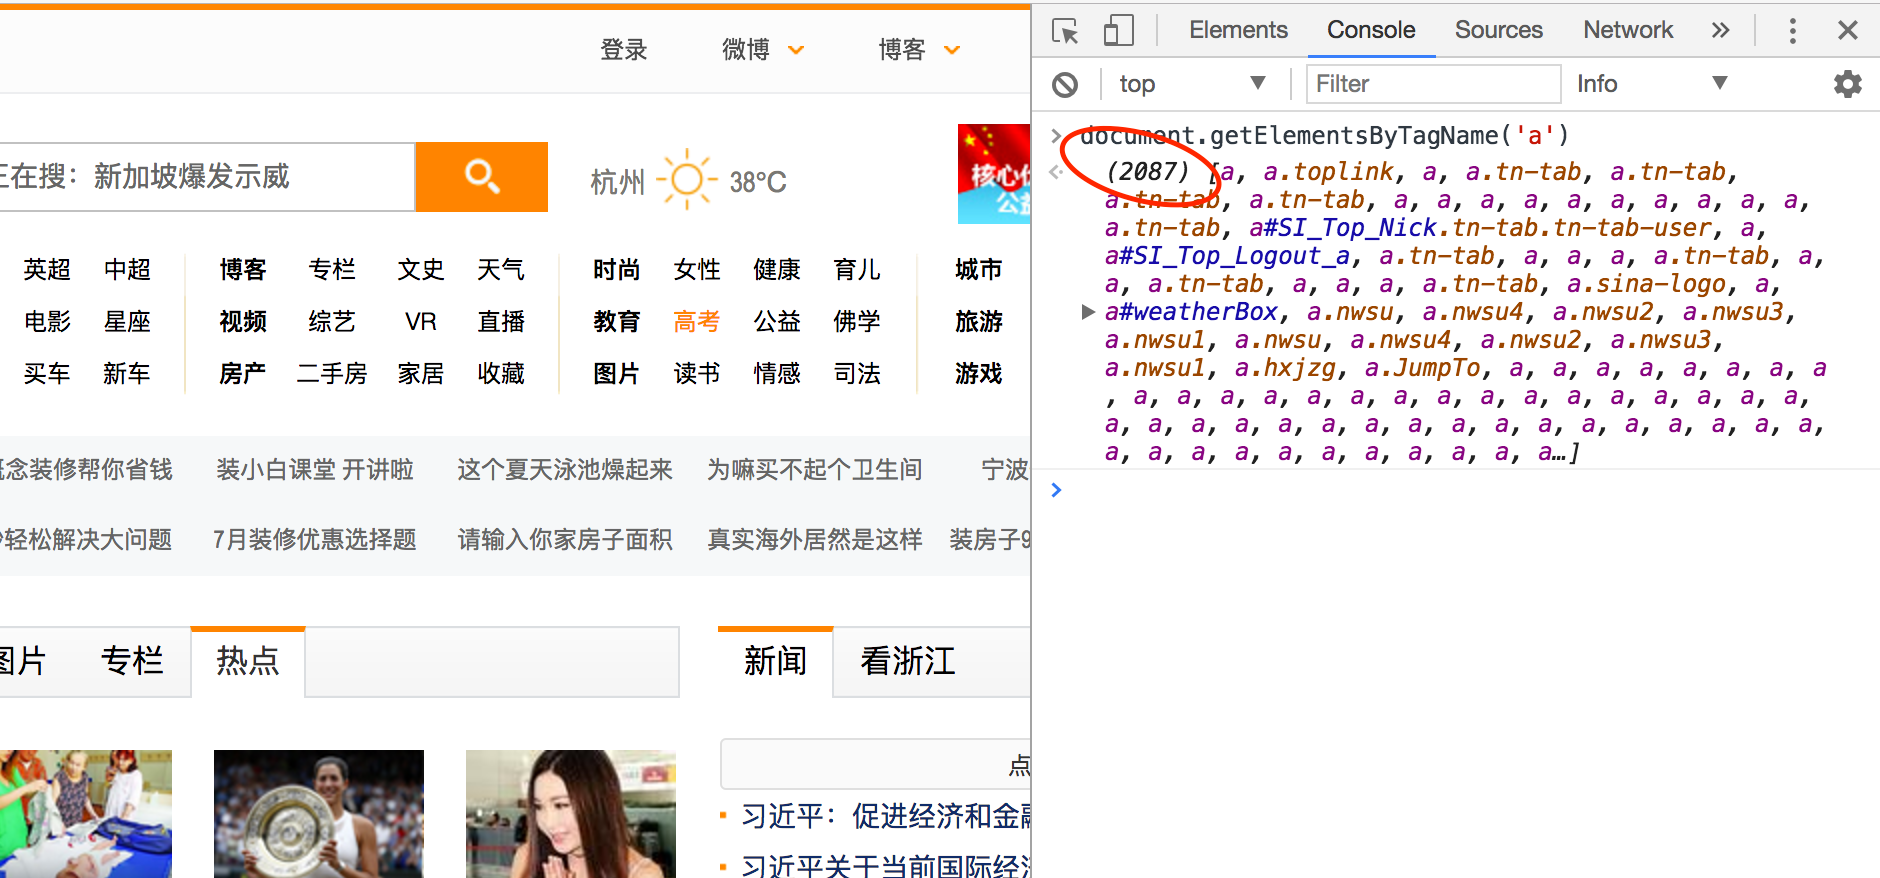 登录 微博 博客
正在搜：新加坡爆发示威
杭州 38°C
核心
公益
英超 中超 博客 专栏 文史 天气 时尚 女性 健康 育儿 城市
电影 星座 视频 综艺 VR 直播 教育 高考 公益 佛学 旅游
买车 新车 房产 二手房 家居 收藏 图片 读书 情感 司法 游戏
念装修帮你省钱 装小白课堂 开讲啦 这个夏天泳池燥起来 为嘛买不起个卫生间 宁波
轻松解决大问题 7月装修优惠选择题 请输入你家房子面积 真实海外居然是这样 装房子9
图片 专栏 热点
新闻 看浙江
点
习近平：促进经济和金融
习近平关于当前国际经济
Elements Console Sources Network »
top Filter Info
document.getElementsByTagName('a')
(2087) [a, a.toplink, a, a.tn-tab, a.tn-tab,
a.tn-tab, a.tn-tab, a, a, a, a, a, a, a, a, a, a,
a.tn-tab, a#SI_Top_Nick.tn-tab.tn-tab-user, a,
a#SI_Top_Logout_a, a.tn-tab, a, a, a, a.tn-tab, a,
a, a.tn-tab, a, a, a, a.tn-tab, a.sina-logo, a,
a#weatherBox, a.nwsu, a.nwsu4, a.nwsu2, a.nwsu3,
a.nwsu1, a.nwsu, a.nwsu4, a.nwsu2, a.nwsu3,
a.nwsu1, a.hxjzg, a.JumpTo, a, a, a, a, a, a, a, a
, a, a, a, a, a, a, a, a, a, a, a, a, a, a, a, a,
a, a, a, a, a, a, a, a, a, a, a, a, a, a, a, a, a,
a, a, a, a, a, a, a, a, a, a, a…]